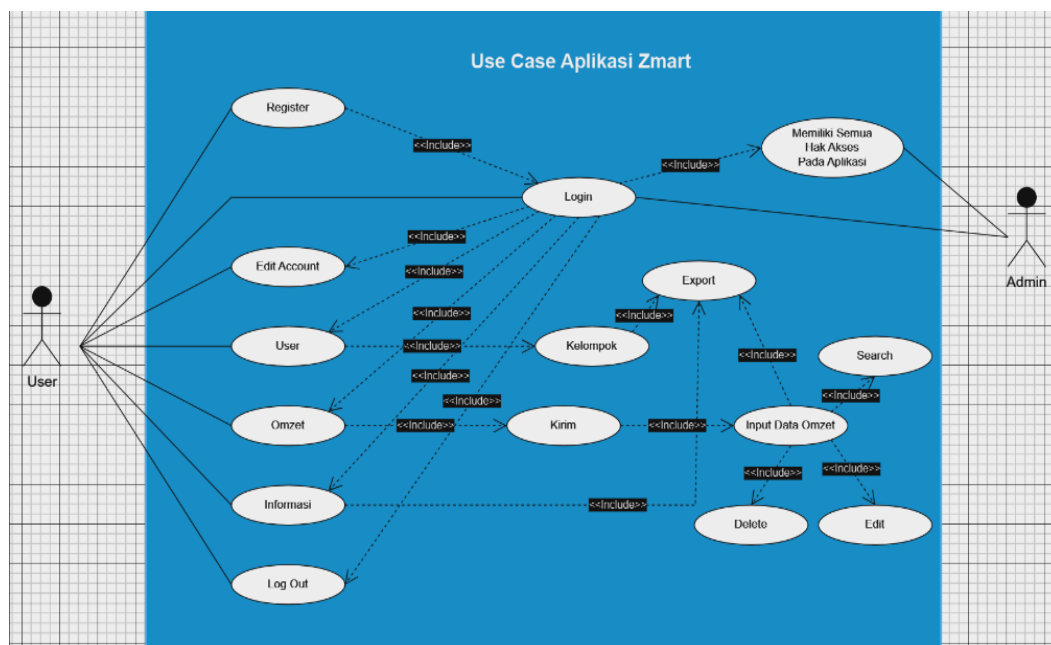 Use Case Aplikasi Zmart
Register
<<Include>>
Memiliki Semua
Hak Akses
Pada Aplikasi
<<Include>>
Login
<<Include>>
Edit Account
<<Include>>
Export
Admin
<<Include>>
<<Include>>
User
User
<<Include>>
Kelompok
<<Include>>
Search
<<Include>>
<<Include>>
<<Include>>
Omzet
<<Include>>
Kirim
<<Include>>
Input Data Omzet
<<Include>>
<<Include>>
Informasi
<<Include>>
Delete
Edit
Log Out